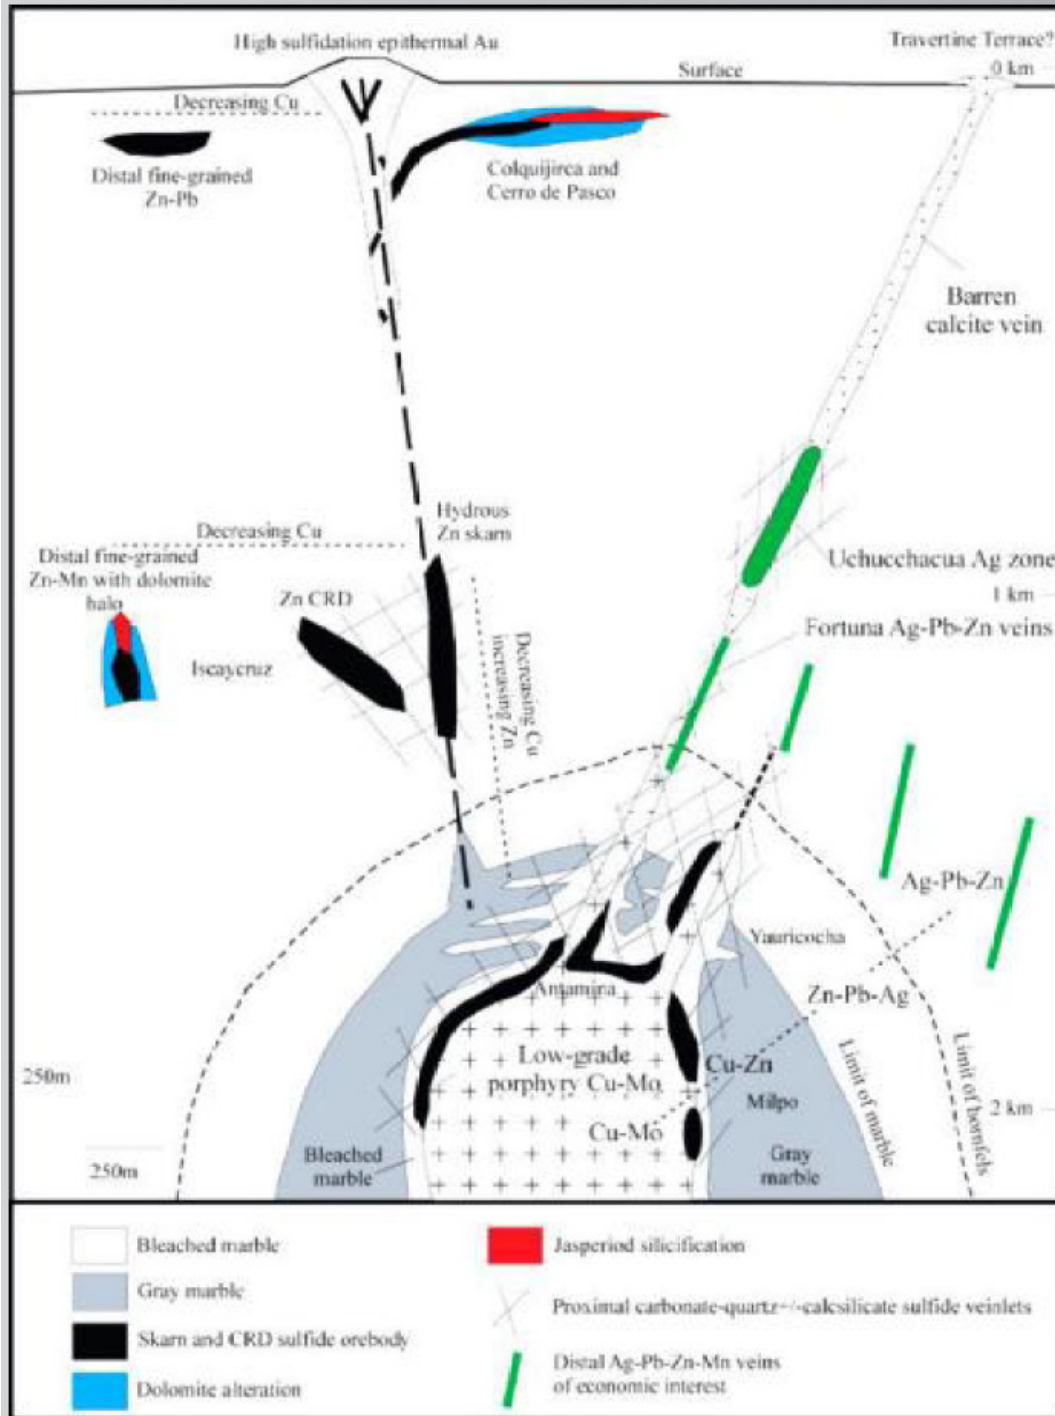 High sulfidation epithermal Au
Travertine Terrace?
0 km
Surface
Decreasing Cu
Distal fine-grained
Zn-Pb
Colquijirca and
Cerro de Pasco
Barren
calcite vein
Hydrous
Zn skarn
Decreasing Cu
Distal fine-grained
Zn-Mn with dolomite
halo
Zn CRD
Iscaycruz
Decreasing Cu
increasing Zn
Uchucchacua Ag zone
1 km
Fortuna Ag-Pb-Zn veins
Ag-Pb-Zn
Yauricocha
Zn-Pb-Ag
Antamina
Low-grade
porphyry Cu-Mo
Cu-Zn
Milpo
Cu-Mo
250m
2 km
Limit of marble
Limit of hornfels
Bleached
marble
Gray
marble
250m
Bleached marble
Gray marble
Skarn and CRD sulfide orebody
Dolomite alteration
Jasperiod silicification
Proximal carbonate-quartz+/-calcsilicate sulfide veinlets
Distal Ag-Pb-Zn-Mn veins
of economic interest